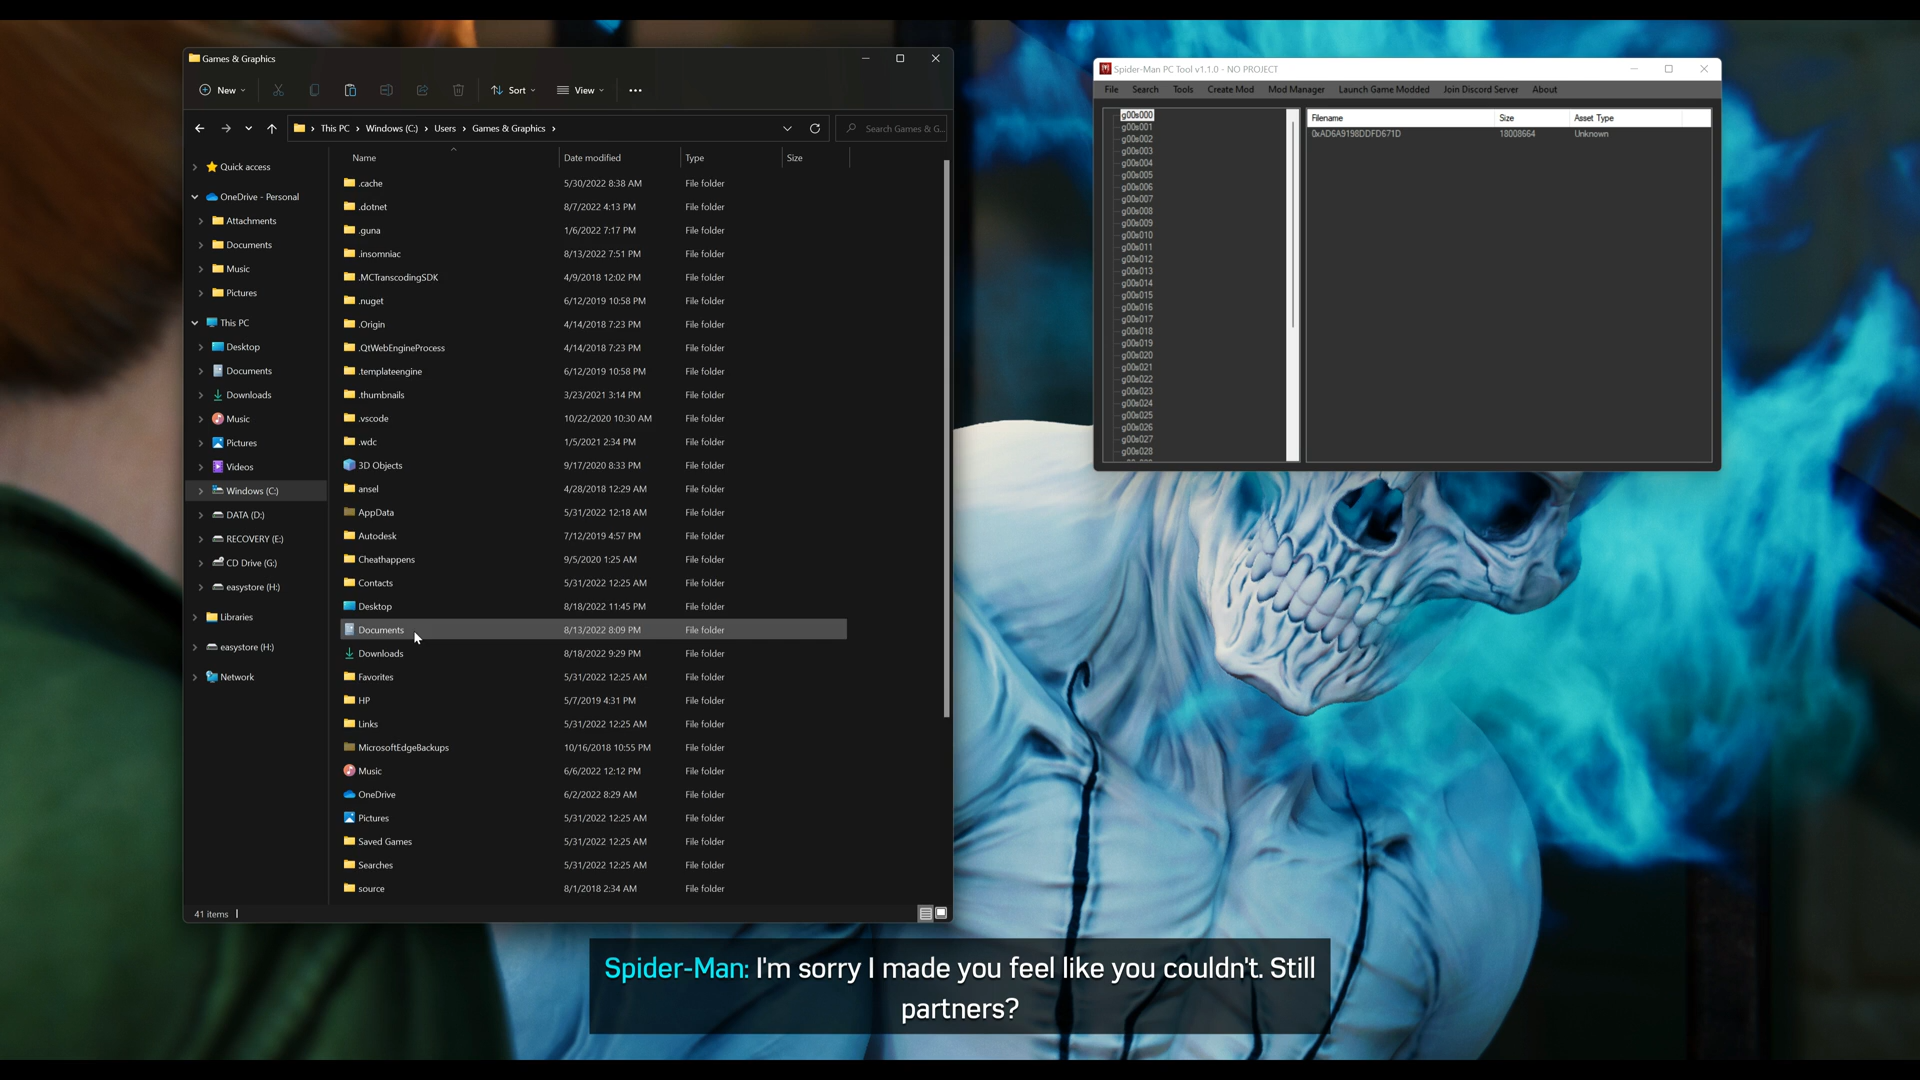 Games & Graphics
New
Sort
View
This PC > Windows (C:) > Users > Games & Graphics >
Search Games & G...
Name Date modified Type Size
Quick access
OneDrive - Personal
Attachments
Documents
Music
Pictures
This PC
Desktop
Documents
Downloads
Music
Pictures
Videos
Windows (C:)
DATA (D:)
RECOVERY (E:)
CD Drive (G:)
easystore (H:)
Libraries
easystore (H:)
Network
.cache 5/30/2022 8:38 AM File folder
.dotnet 8/7/2022 4:13 PM File folder
.guna 1/6/2022 7:17 PM File folder
.insomniac 8/13/2022 7:51 PM File folder
.MCTranscodingSDK 4/9/2018 12:02 PM File folder
.nuget 6/12/2019 10:58 PM File folder
.Origin 4/14/2018 7:23 PM File folder
.QtWebEngineProcess 4/14/2018 7:23 PM File folder
.templateengine 6/12/2019 10:58 PM File folder
.thumbnails 3/23/2021 3:14 PM File folder
.vscode 10/22/2020 10:30 AM File folder
.wdc 1/5/2021 2:34 PM File folder
3D Objects 9/17/2020 8:33 PM File folder
ansel 4/28/2018 12:29 AM File folder
AppData 5/31/2022 12:18 AM File folder
Autodesk 7/12/2019 4:57 PM File folder
Cheathappens 9/5/2020 1:25 AM File folder
Contacts 5/31/2022 12:25 AM File folder
Desktop 8/18/2022 11:45 PM File folder
Documents 8/13/2022 8:09 PM File folder
Downloads 8/18/2022 9:29 PM File folder
Favorites 5/31/2022 12:25 AM File folder
HP 5/7/2019 4:31 PM File folder
Links 5/31/2022 12:25 AM File folder
MicrosoftEdgeBackups 10/16/2018 10:55 PM File folder
Music 6/6/2022 12:12 PM File folder
OneDrive 6/2/2022 8:29 AM File folder
Pictures 5/31/2022 12:25 AM File folder
Saved Games 5/31/2022 12:25 AM File folder
Searches 5/31/2022 12:25 AM File folder
source 8/1/2018 2:34 AM File folder
41 items
Spider-Man PC Tool v1.1.0 - NO PROJECT
File Search Tools Create Mod Mod Manager Launch Game Modded Join Discord Server About
g00s000
g00s001
g00s002
g00s003
g00s004
g00s005
g00s006
g00s007
g00s008
g00s009
g00s010
g00s011
g00s012
g00s013
g00s014
g00s015
g00s016
g00s017
g00s018
g00s019
g00s020
g00s021
g00s022
g00s023
g00s024
g00s025
g00s026
g00s027
g00s028
Filename Size Asset Type
0xAD6A9198DDFD671D 18008664 Unknown
Spider-Man: I'm sorry I made you feel like you couldn't. Still
partners?